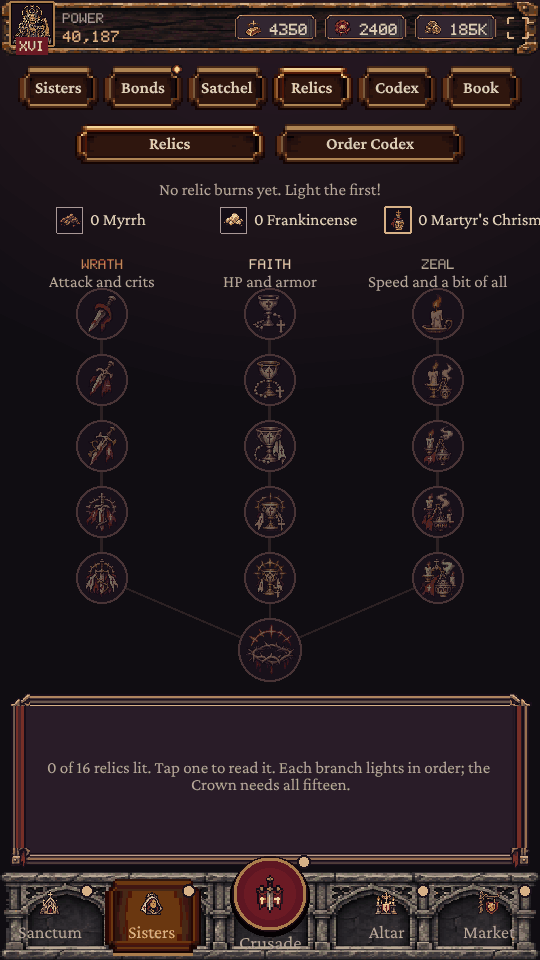 POWER
40,187
XVI
4350
2400
185K
Sisters
Bonds
Satchel
Relics
Codex
Book
Relics
Order Codex
No relic burns yet. Light the first!
0 Myrrh
0 Frankincense
0 Martyr's Chrism
WRATH
FAITH
ZEAL
Attack and crits
HP and armor
Speed and a bit of all
0 of 16 relics lit. Tap one to read it. Each branch lights in order; the
Crown needs all fifteen.
Sanctum
Sisters
Crusade
Altar
Market